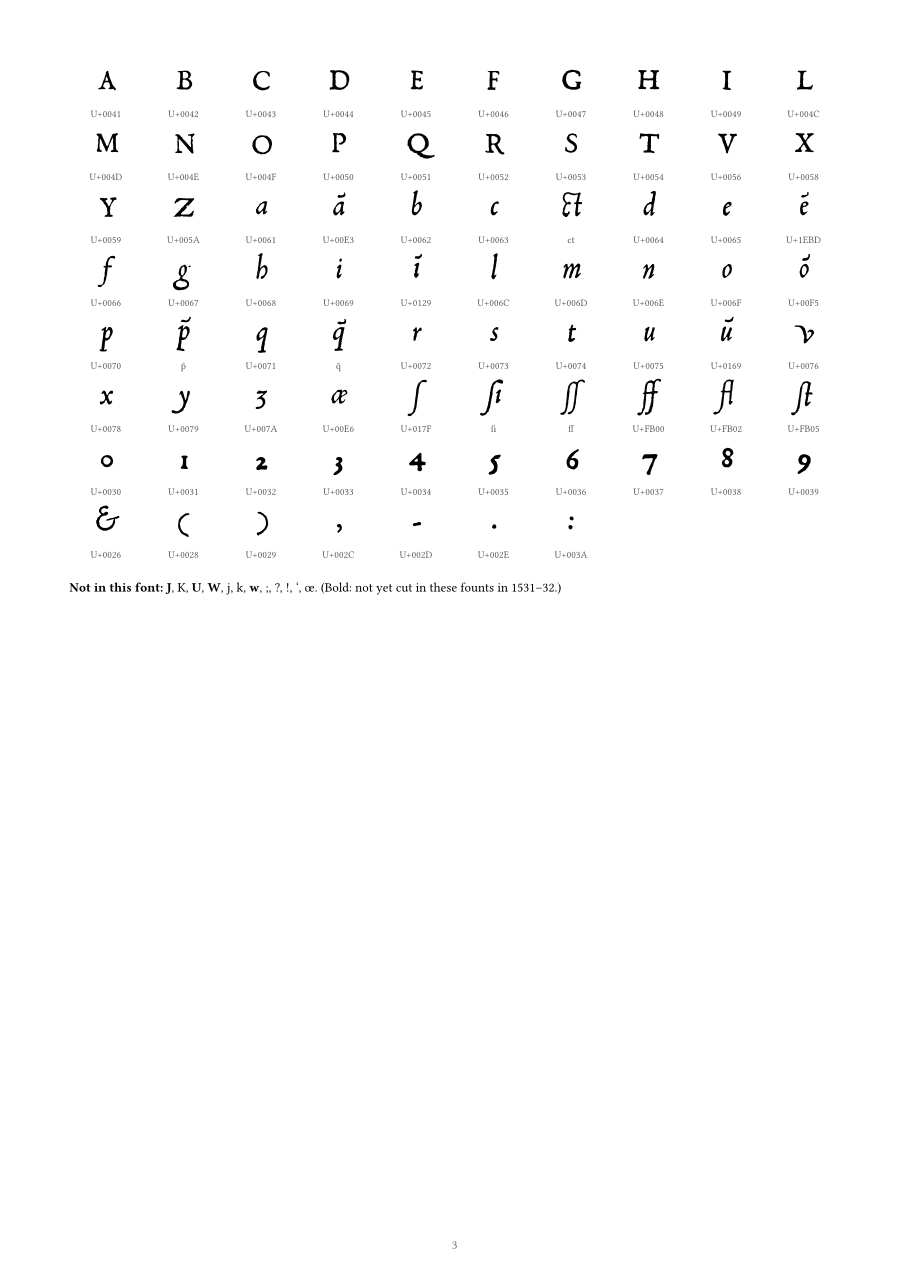 A B C D E F G H I L
U+0041 U+0042 U+0043 U+0044 U+0045 U+0046 U+0047 U+0048 U+0049 U+004C
M N O P Q R S T V X
U+004D U+004E U+004F U+0050 U+0051 U+0052 U+0053 U+0054 U+0056 U+0058
Y Z a ã b c ct d e ẽ
U+0059 U+005A U+0061 U+00E3 U+0062 U+0063 ct U+0064 U+0065 U+1EBD
f g h i ĩ l m n o õ
U+0066 U+0067 U+0068 U+0069 U+0129 U+006C U+006D U+006E U+006F U+00F5
p p̃ q q̃ r s t u ũ v
U+0070 p̃ U+0071 q̃ U+0072 U+0073 U+0074 U+0075 U+0169 U+0076
x y z æ ſ ſi ſſ ff fl ſt
U+0078 U+0079 U+007A U+00E6 U+017F ſi ſſ U+FB00 U+FB02 U+FB05
0 1 2 3 4 5 6 7 8 9
U+0030 U+0031 U+0032 U+0033 U+0034 U+0035 U+0036 U+0037 U+0038 U+0039
& ( ) , - . :
U+0026 U+0028 U+0029 U+002C U+002D U+002E U+003A
Not in this font: J, K, U, W, j, k, w, ;, ?, !, ‘, œ. (Bold: not yet cut in these founts in 1531–32.)
3